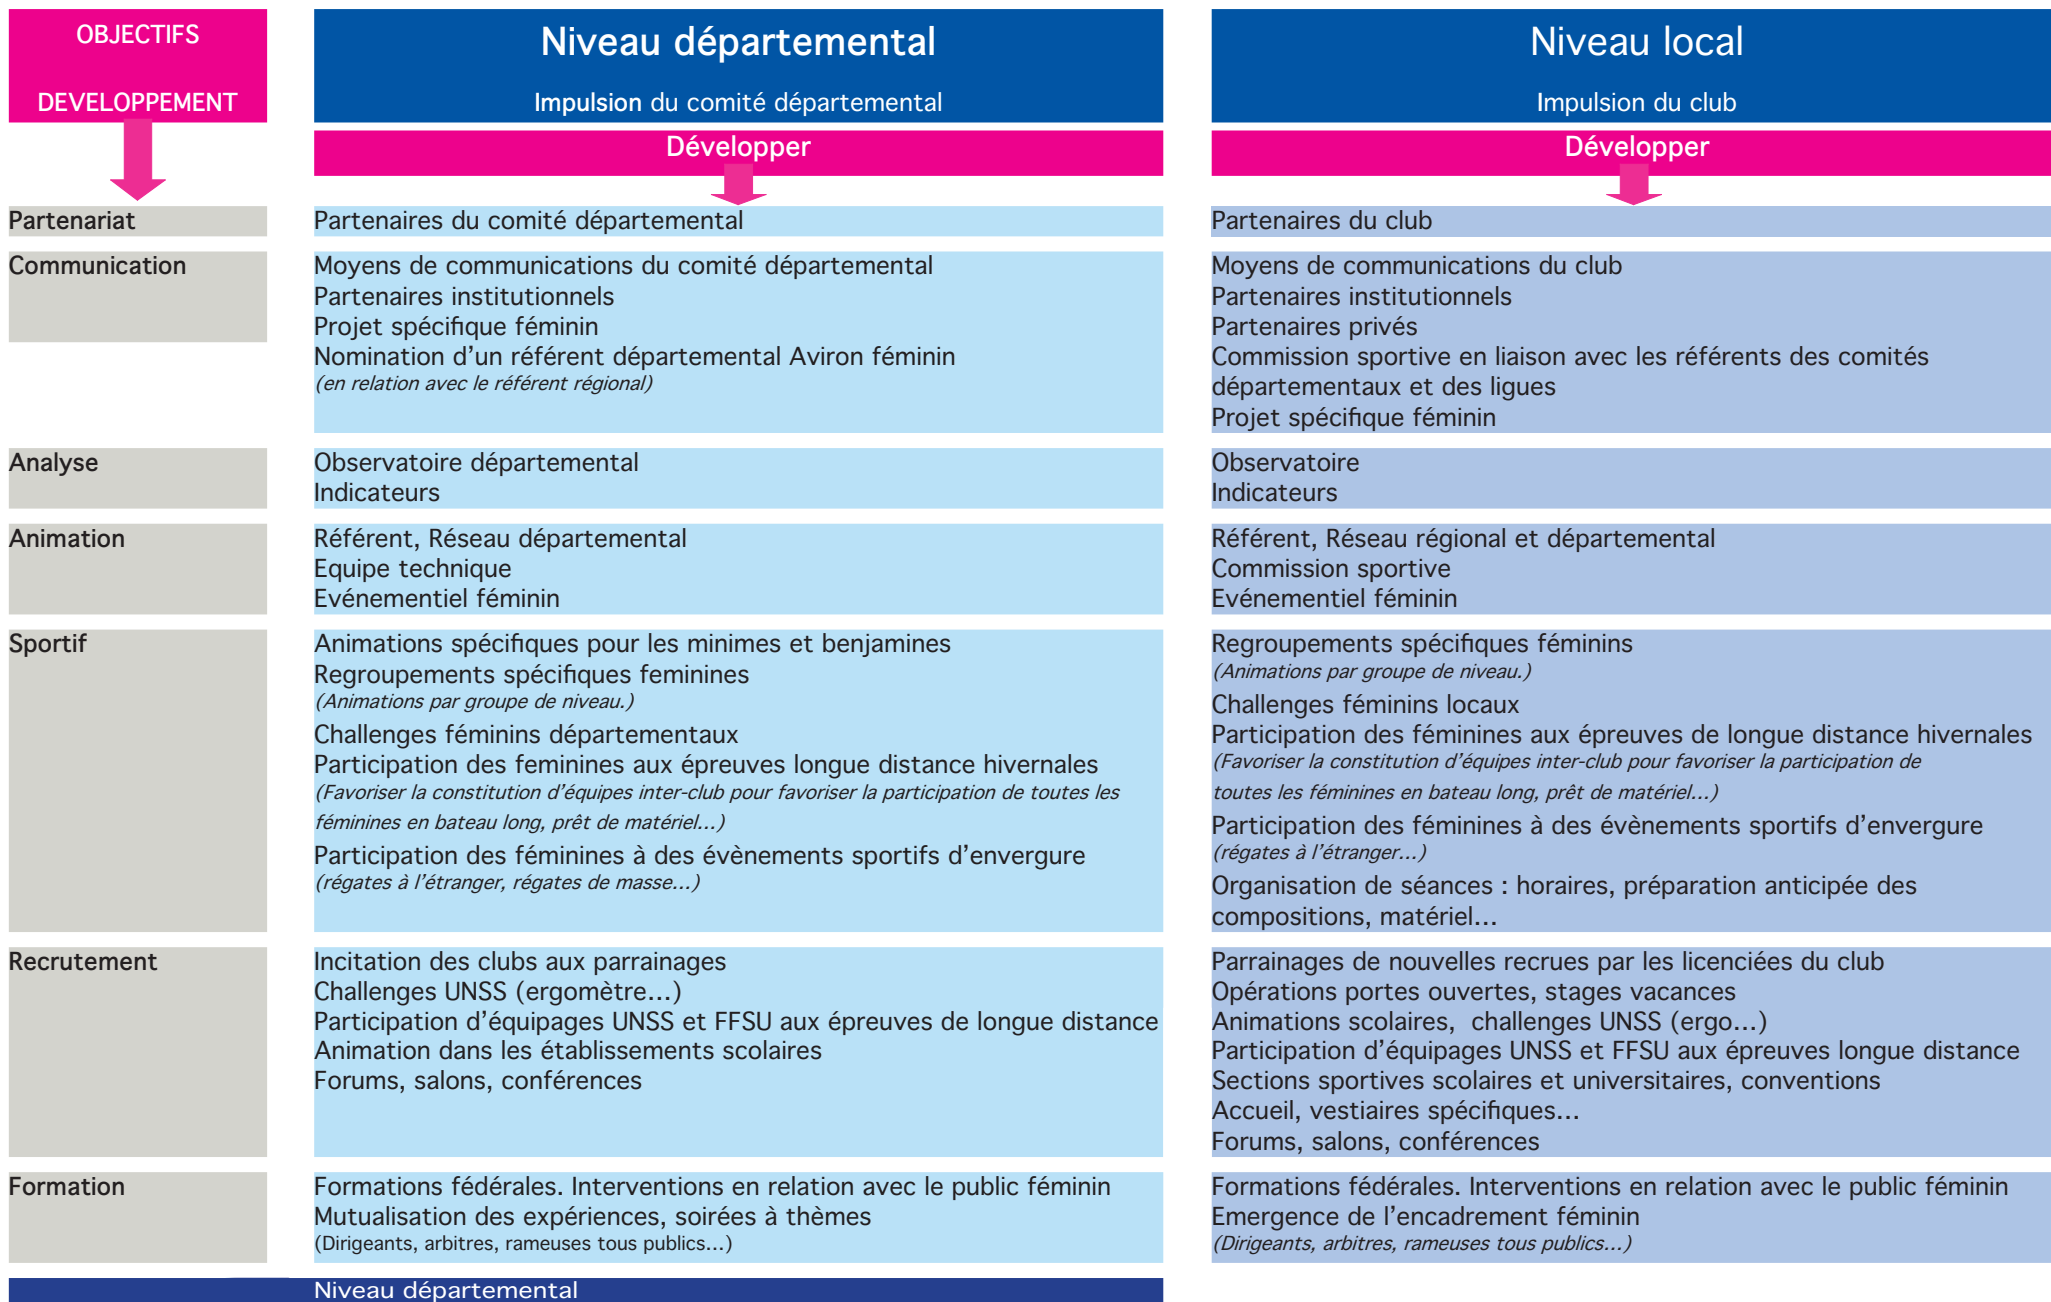 OBJECTIFS
DEVELOPPEMENT
Niveau départemental
Impulsion du comité départemental
Niveau local
Impulsion du club
Développer
Développer
Partenariat
Partenaires du comité départemental
Partenaires du club
Communication
Moyens de communications du comité départemental
Partenaires institutionnels
Projet spécifique féminin
Nomination d’un référent départemental Aviron féminin
(en relation avec le référent régional)
Moyens de communications du club
Partenaires institutionnels
Partenaires privés
Commission sportive en liaison avec les référents des comités
départementaux et des ligues
Projet spécifique féminin
Analyse
Observatoire départemental
Indicateurs
Observatoire
Indicateurs
Animation
Référent, Réseau départemental
Equipe technique
Evénementiel féminin
Référent, Réseau régional et départemental
Commission sportive
Evénementiel féminin
Sportif
Animations spécifiques pour les minimes et benjamines
Regroupements spécifiques feminines
(Animations par groupe de niveau.)
Challenges féminins départementaux
Participation des feminines aux épreuves longue distance hivernales
(Favoriser la constitution d’équipes inter-club pour favoriser la participation de toutes les
féminines en bateau long, prêt de matériel…)
Participation des féminines à des évènements sportifs d’envergure
(régates à l’étranger, régates de masse…)
Regroupements spécifiques féminins
(Animations par groupe de niveau.)
Challenges féminins locaux
Participation des féminines aux épreuves de longue distance hivernales
(Favoriser la constitution d’équipes inter-club pour favoriser la participation de
toutes les féminines en bateau long, prêt de matériel…)
Participation des féminines à des évènements sportifs d’envergure
(régates à l’étranger…)
Organisation de séances : horaires, préparation anticipée des
compositions, matériel…
Recrutement
Incitation des clubs aux parrainages
Challenges UNSS (ergomètre…)
Participation d’équipages UNSS et FFSU aux épreuves de longue distance
Animation dans les établissements scolaires
Forums, salons, conférences
Parrainages de nouvelles recrues par les licenciées du club
Opérations portes ouvertes, stages vacances
Animations scolaires, challenges UNSS (ergo…)
Participation d’équipages UNSS et FFSU aux épreuves longue distance
Sections sportives scolaires et universitaires, conventions
Accueil, vestiaires spécifiques…
Forums, salons, conférences
Formation
Formations fédérales. Interventions en relation avec le public féminin
Mutualisation des expériences, soirées à thèmes
(Dirigeants, arbitres, rameuses tous publics…)
Formations fédérales. Interventions en relation avec le public féminin
Emergence de l’encadrement féminin
(Dirigeants, arbitres, rameuses tous publics…)
Niveau départemental